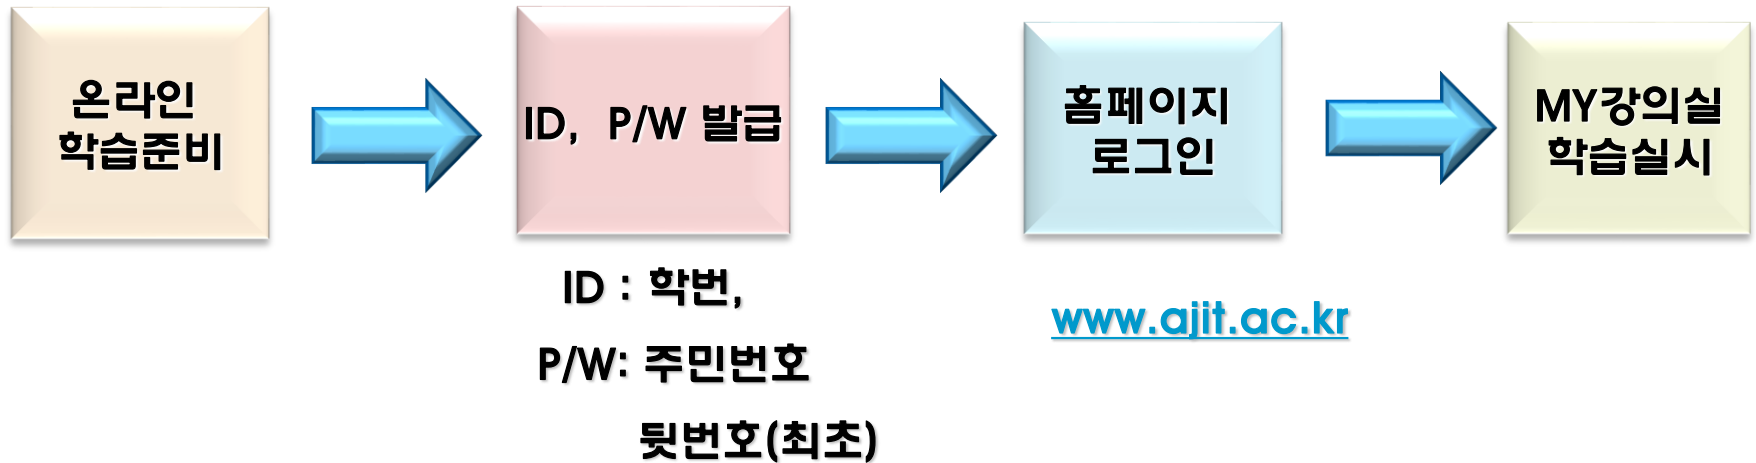 온라인
학습준비
ID, P/W 발급
ID : 학번,
P/W: 주민번호
뒷번호(최초)
홈페이지
로그인
www.ajit.ac.kr
MY강의실
학습실시